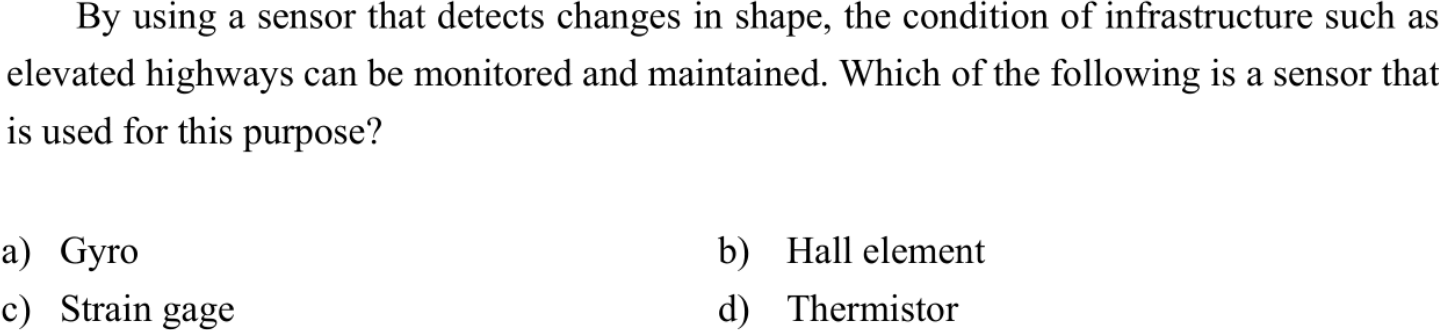 By using a sensor that detects changes in shape, the condition of infrastructure such as
elevated highways can be monitored and maintained. Which of the following is a sensor that
is used for this purpose?
a) Gyro b) Hall element
c) Strain gage d) Thermistor